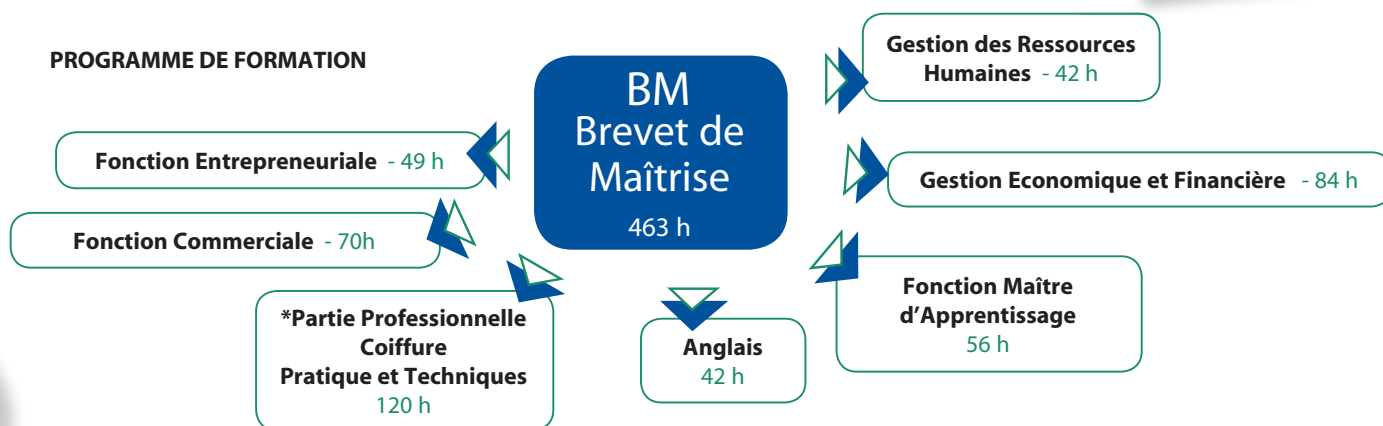 PROGRAMME DE FORMATION
BM
Brevet de
Maîtrise
463 h
Gestion des Ressources
Humaines - 42 h
Fonction Entrepreneuriale - 49 h
Gestion Economique et Financière - 84 h
Fonction Commerciale - 70h
*Partie Professionnelle
Coiffure
Pratique et Techniques
120 h
Anglais
42 h
Fonction Maître
d'Apprentissage
56 h